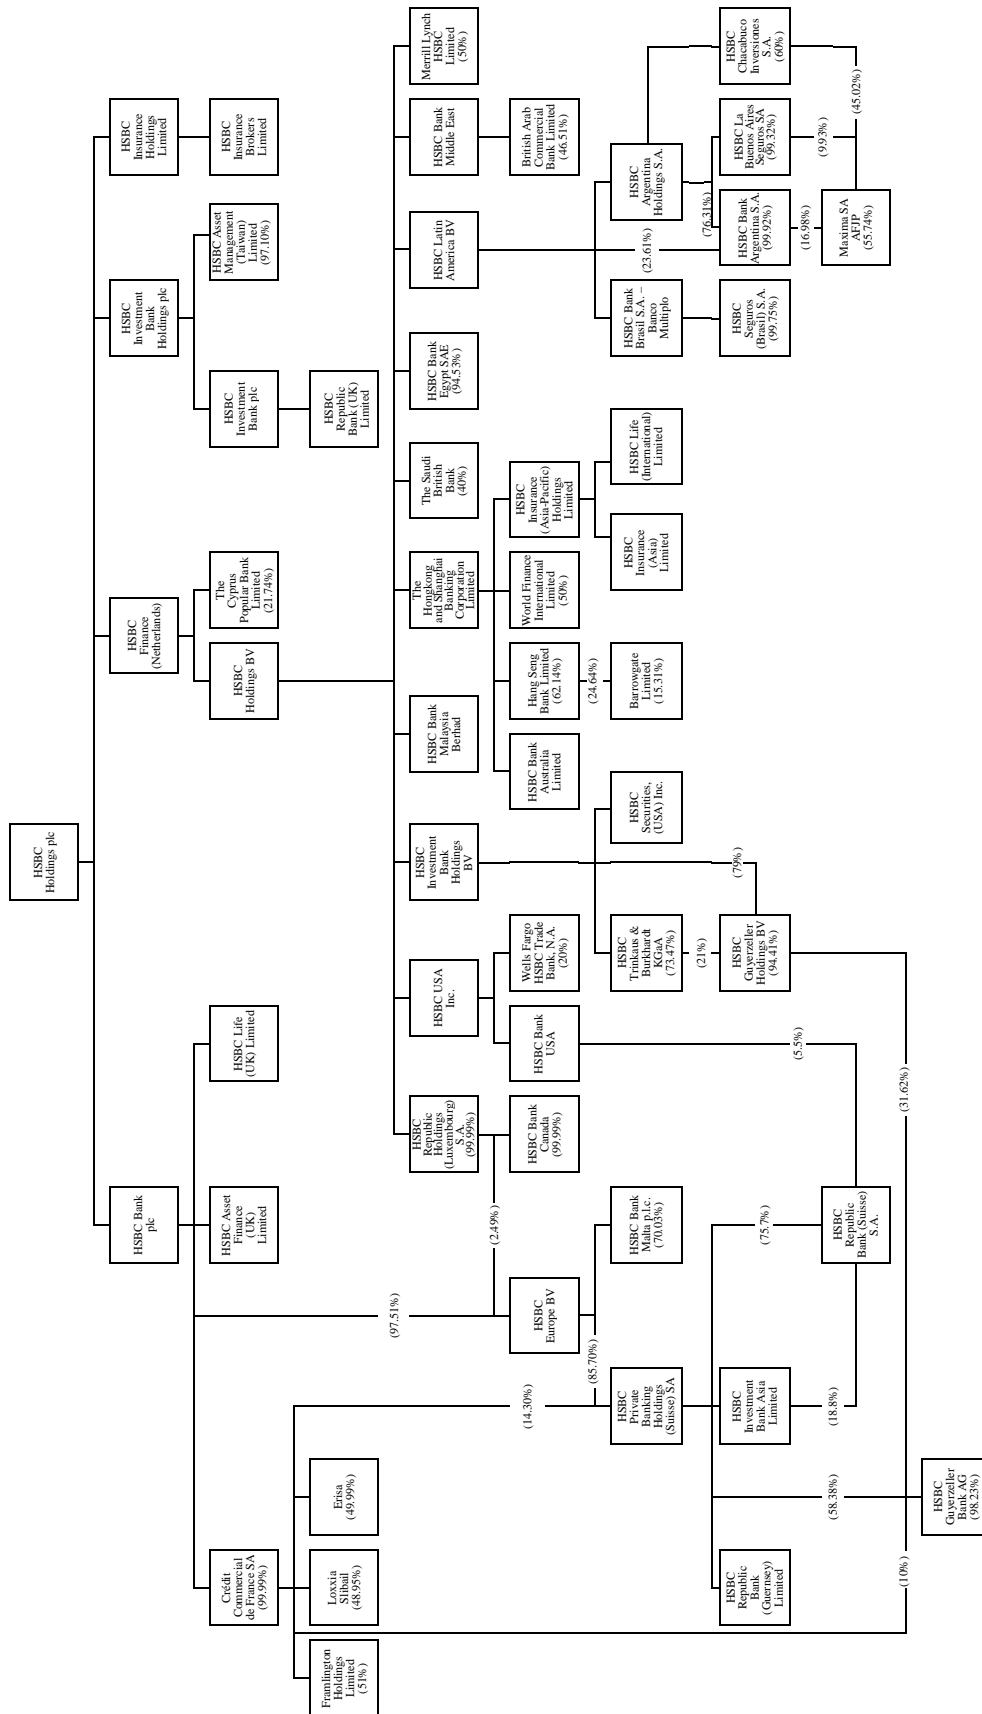 HSBC
Holdings plc
HSBC Bank
plc
HSBC
Finance
(Netherlands)
HSBC
Investment
Bank
Holdings plc
HSBC
Insurance
Holdings
Limited
Crédit
Commercial
de France SA
(99.99%)
HSBC Asset
Finance
(UK)
Limited
HSBC Life
(UK) Limited
HSBC
Holdings BV
The
Cyprus
Popular Bank
Limited
(21.74%)
HSBC
Investment
Bank plc
HSBC Asset
Management
(Taiwan)
Limited
(97.10%)
HSBC
Insurance
Brokers
Limited
Framlington
Holdings
Limited
(51%)
Loxxia
Slibail
(48.95%)
Erisa
(49.99%)
HSBC
Republic
Bank (UK)
Limited
(97.51%)
HSBC
Republic
Holdings
(Luxembourg)
S.A.
(99.99%)
HSBC USA
Inc.
HSBC
Investment
Bank
Holdings
BV
HSBC Bank
Malaysia
Berhad
The
Hongkong
and Shanghai
Banking
Corporation
Limited
The Saudi
British
Bank
(40%)
HSBC Bank
Egypt SAE
(94.53%)
HSBC Latin
America BV
HSBC Bank
Middle East
Merrill Lynch
HSBC
Limited
(50%)
(2.49%)
(14.30%)
HSBC
Europe BV
HSBC Bank
Canada
(99.99%)
HSBC Bank
USA
Wells Fargo
HSBC Trade
Bank, N.A.
(20%)
HSBC Bank
Australia
Limited
Hang Seng
Bank Limited
(62.14%)
World Finance
International
Limited
(50%)
HSBC
Insurance
(Asia-Pacific)
Holdings
Limited
British Arab
Commercial
Bank Limited
(46.51%)
(85.70%)
(24.64%)
HSBC
Private
Banking
Holdings
(Suisse) SA
HSBC Bank
Malta p.l.c.
(70.03%)
HSBC
Trinkaus &
Burkhardt
KGaA
(73.47%)
HSBC
Securities,
(USA) Inc.
Barrowgate
Limited
(15.31%)
HSBC
Insurance
(Asia)
Limited
HSBC Life
(International)
Limited
HSBC Bank
Brasil S.A. –
Banco
Multiplo
(23.61%)
HSBC
Argentina
Holdings S.A.
(21%)
(76.31%)
HSBC
Republic
Bank
(Guernsey)
Limited
HSBC
Investment
Bank Asia
Limited
(75.7%)
HSBC
Guyerzeller
Holdings BV
(94.41%)
(79%)
HSBC
Seguros
(Brasil) S.A.
(99.75%)
HSBC Bank
Argentina S.A.
(99.92%)
HSBC La
Buenos Aires
Seguros SA
(99.32%)
HSBC
Chacabuco
Inversiones
S.A.
(60%)
(5.5%)
(16.98%)
(9.93%)
(58.38%)
(18.8%)
HSBC
Republic
Bank (Suisse)
S.A.
Maxima SA
AFJP
(55.74%)
(45.02%)
(10%)
(31.62%)
HSBC
Guyerzeller
Bank AG
(98.23%)